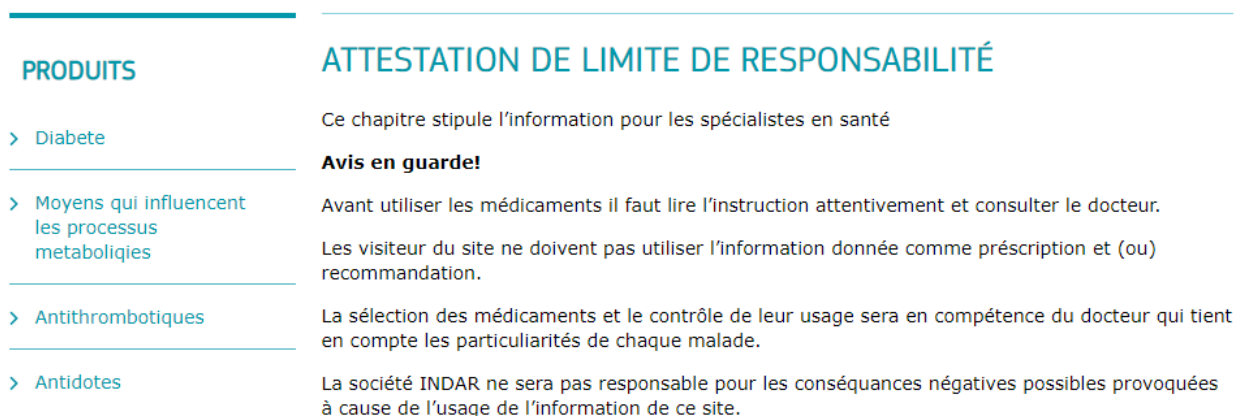 PRODUITS
Diabete
Moyens qui influencent
les processus
metaboliqies
Antithrombotiques
Antidotes
ATTESTATION DE LIMITE DE RESPONSABILITÉ
Ce chapitre stipule l’information pour les spécialistes en santé
Avis en guarde!
Avant utiliser les médicaments il faut lire l’instruction attentivement et consulter le docteur.
Les visiteur du site ne doivent pas utiliser l’information donnée comme préscription et (ou)
recommandation.
La sélection des médicaments et le contrôle de leur usage sera en compétence du docteur qui tient
en compte les particuliarités de chaque malade.
La société INDAR ne sera pas responsable pour les conséquances négatives possibles provoquées
à cause de l’usage de l’information de ce site.